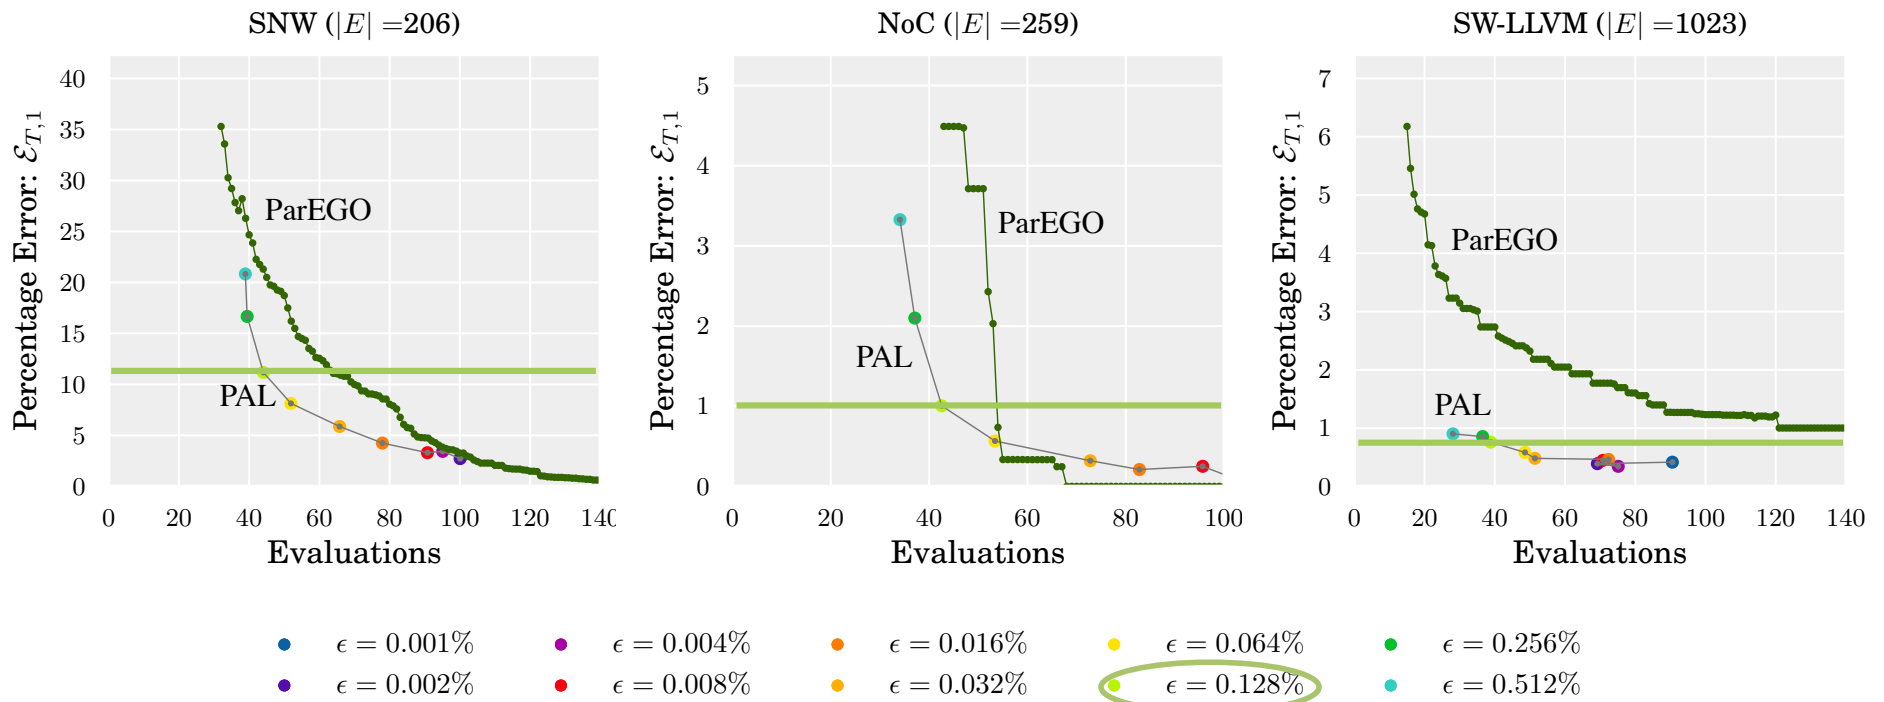 SNW (|E| =206)
40
35
30
25
20
15
10
5
0
Percentage Error: ℰT,1
ParEGO
PAL
0 20 40 60 80 100 120 140
Evaluations
NoC (|E| =259)
5
4
3
2
1
0
Percentage Error: ℰT,1
ParEGO
PAL
0 20 40 60 80 100
Evaluations
SW-LLVM (|E| =1023)
7
6
5
4
3
2
1
0
Percentage Error: ℰT,1
ParEGO
PAL
0 20 40 60 80 100 120 140
Evaluations
ϵ = 0.001% ϵ = 0.004% ϵ = 0.016% ϵ = 0.064% ϵ = 0.256%
ϵ = 0.002% ϵ = 0.008% ϵ = 0.032% ϵ = 0.128% ϵ = 0.512%